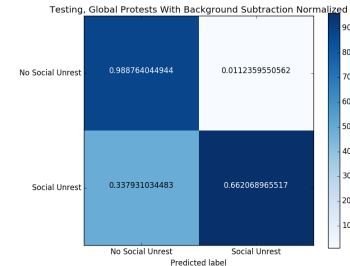 Testing, Global Protests With Background Subtraction Normalized
No Social Unrest
0.988764044944
0.0112359550562
Social Unrest
0.337931034483
0.662068965517
No Social Unrest
Social Unrest
Predicted label
90
80
70
60
50
40
30
20
10